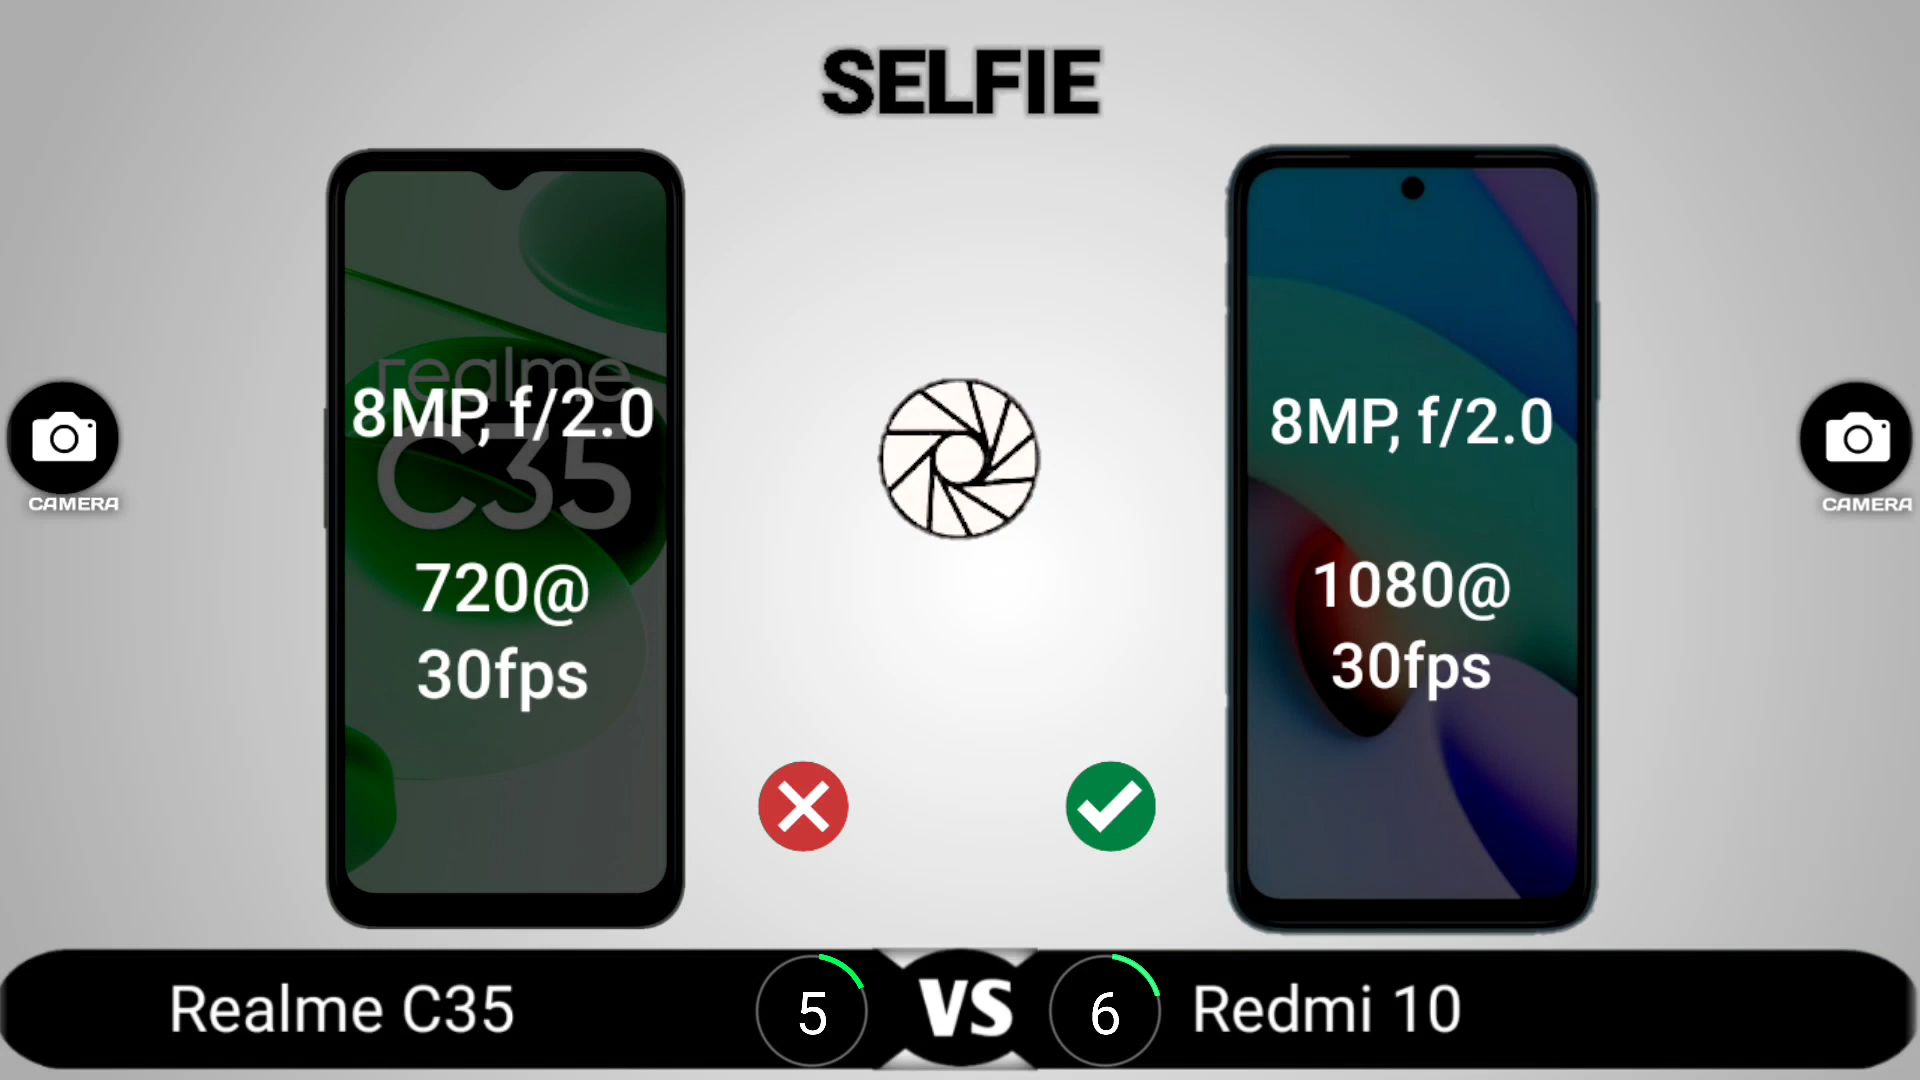 SELFIE
realme
C35
8MP, f/2.0
720@
30fps
8MP, f/2.0
1080@
30fps
CAMERA
CAMERA
Realme C35
5
VS
6
Redmi 10